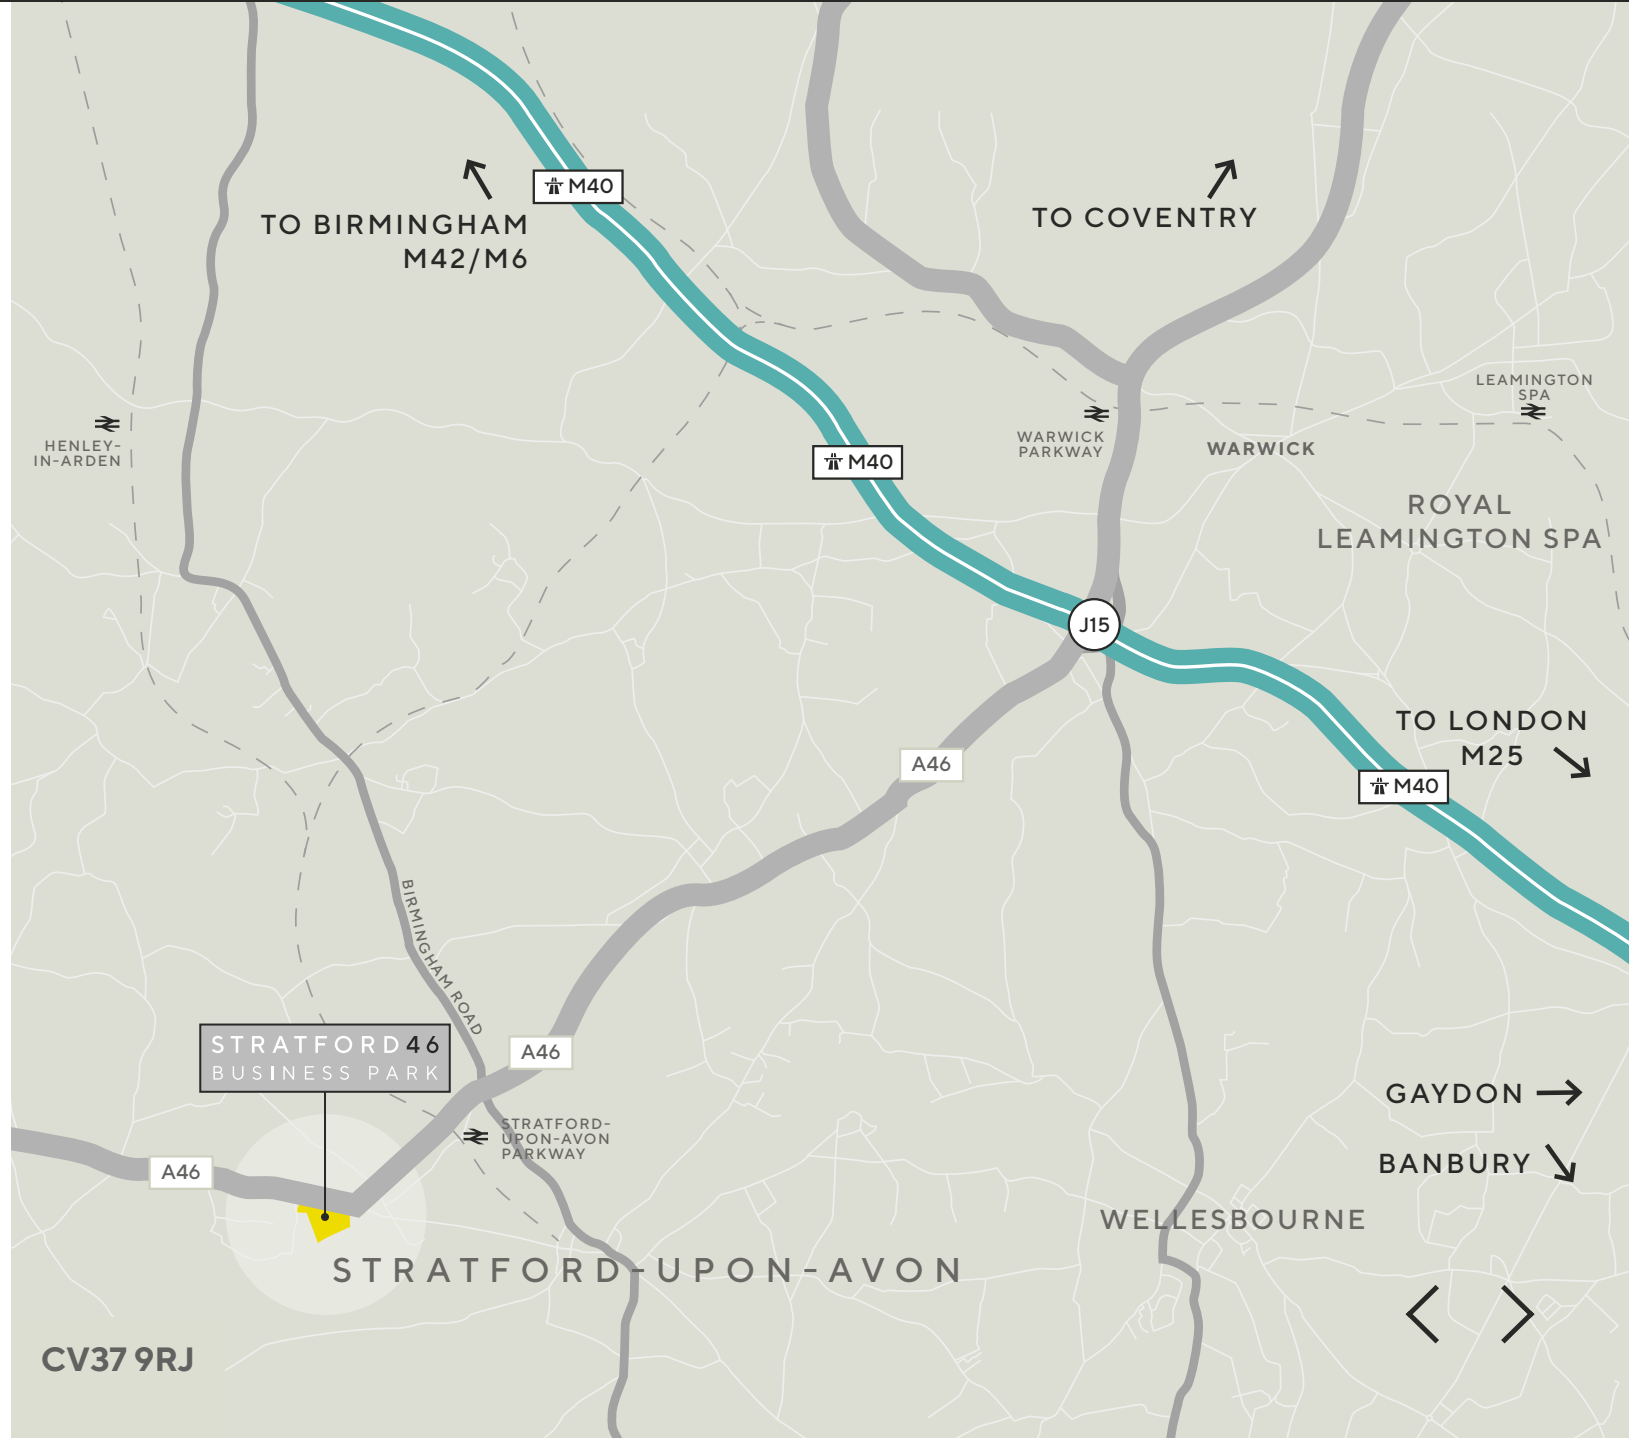 M40
TO BIRMINGHAM
M42/M6
TO COVENTRY
LEAMINGTON
SPA
HENLEY-
IN-ARDEN
WARWICK
PARKWAY
WARWICK
M40
ROYAL
LEAMINGTON SPA
J15
TO LONDON
M25
A46
M40
BIRMINGHAM ROAD
STRATFORD46
BUSINESS PARK
A46
GAYDON
STRATFORD-
UPON-AVON
PARKWAY
BANBURY
A46
WELLESBOURNE
STRATFORD-UPON-AVON
CV37 9RJ